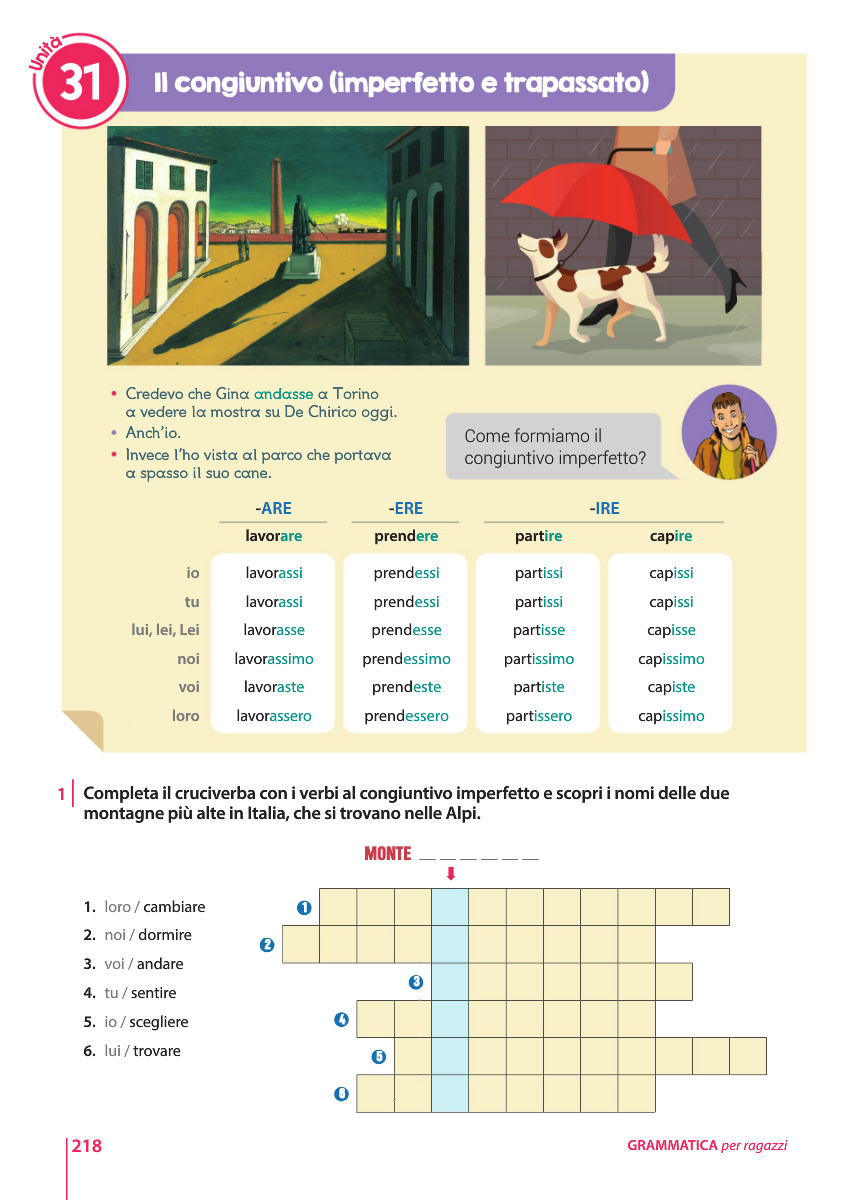 Unità
31
Il congiuntivo (imperfetto e trapassato)
• Credevo che Gina andasse a Torino
a vedere la mostra su De Chirico oggi.
• Anch'io.
• Invece l'ho vista al parco che portava
a spasso il suo cane.
Come formiamo il
congiuntivo imperfetto?
-ARE -ERE -IRE
lavorare prendere partire capire
io lavorassi prendessi partissi capissi
tu lavorassi prendessi partissi capissi
lui, lei, Lei lavorasse prendesse partisse capisse
noi lavorassimo prendessimo partissimo capissimo
voi lavoraste prendeste partiste capiste
loro lavorassero prendessero partissero capissimo
1 Completa il cruciverba con i verbi al congiuntivo imperfetto e scopri i nomi delle due
montagne più alte in Italia, che si trovano nelle Alpi.
MONTE _ _ _ _ _ _
1. loro / cambiare
2. noi / dormire
3. voi / andare
4. tu / sentire
5. io / scegliere
6. lui / trovare
1
2
3
4
5
6
218
GRAMMATICA per ragazzi